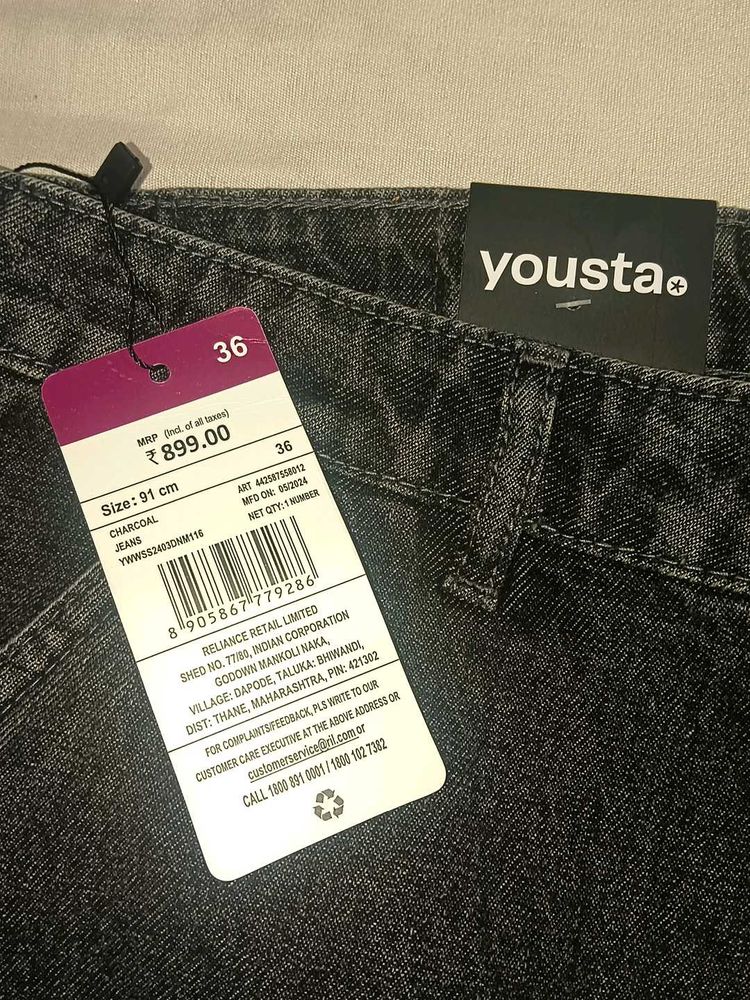 yousta
36
MRP (Incl. of all taxes)
₹ 899.00
Size: 91 cm 36
CHARCOAL
JEANS
YWWSS2403DNM116
ART 442587558012
MFD ON: 05/2024
NET QTY: 1 NUMBER
8 905867 779286
RELIANCE RETAIL LIMITED
SHED NO. 77/80, INDIAN CORPORATION
GODOWN MANKOLI NAKA,
VILLAGE: DAPODE, TALUKA: BHIWANDI,
DIST: THANE, MAHARASHTRA, PIN: 421302
FOR COMPLAINTS/FEEDBACK, PLS WRITE TO OUR
CUSTOMER CARE EXECUTIVE AT THE ABOVE ADDRESS OR
customerservice@ril.com or
CALL 1800 891 0001 / 1800 102 7382